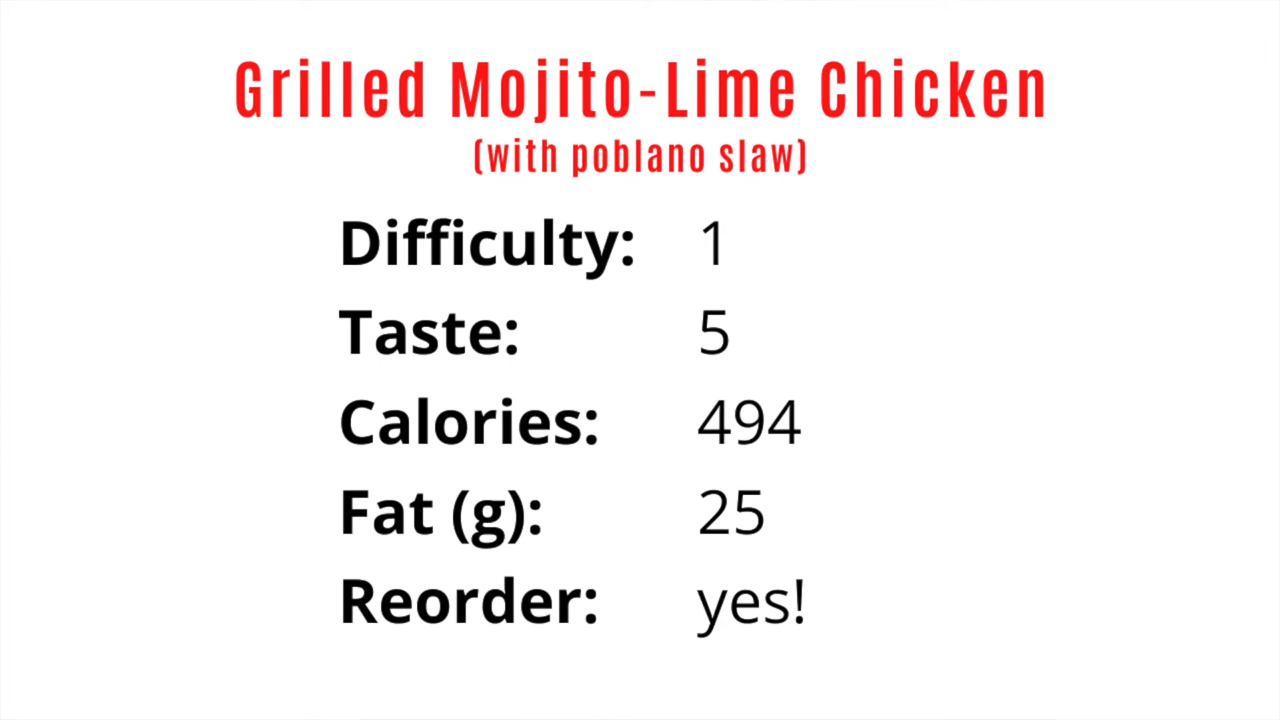 Grilled Mojito-Lime Chicken
(with poblano slaw)
Difficulty: 1
Taste: 5
Calories: 494
Fat (g): 25
Reorder: yes!